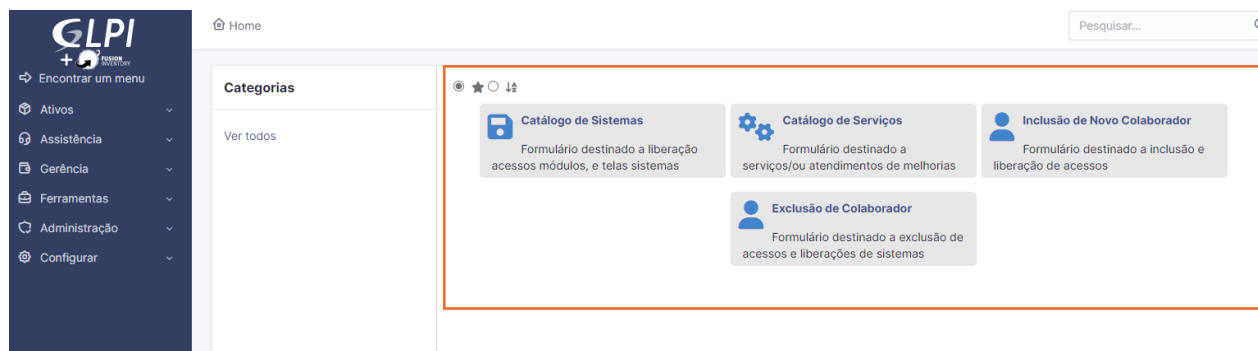 GLPI
+ FUSION
INVENTORY
Encontrar um menu
Ativos
Assistência
Gerência
Ferramentas
Administração
Configurar
Home
Pesquisar...
Categorias
Ver todos
Catálogo de Sistemas
Formulário destinado a liberação
acessos módulos, e telas sistemas
Catálogo de Serviços
Formulário destinado a
serviços/ou atendimentos de melhorias
Inclusão de Novo Colaborador
Formulário destinado a inclusão e
liberação de acessos
Exclusão de Colaborador
Formulário destinado a exclusão de
acessos e liberações de sistemas